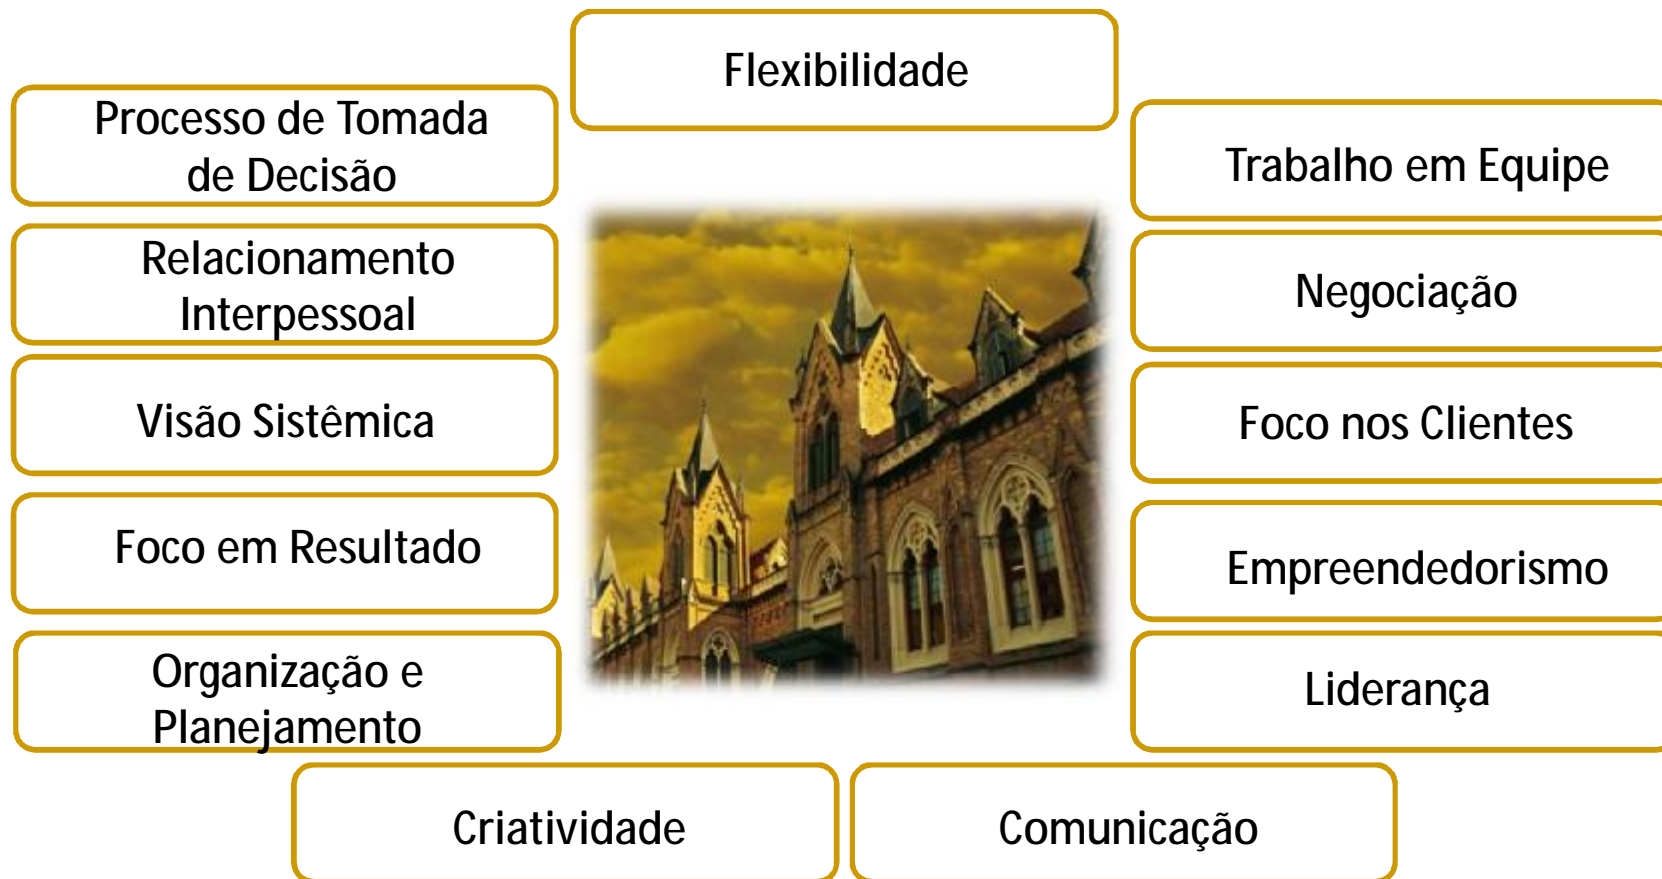 Flexibilidade
Processo de Tomada
de Decisão
Trabalho em Equipe
Relacionamento
Interpessoal
Negociação
Visão Sistêmica
Foco nos Clientes
Foco em Resultado
Empreendedorismo
Organização e
Planejamento
Liderança
Criatividade
Comunicação